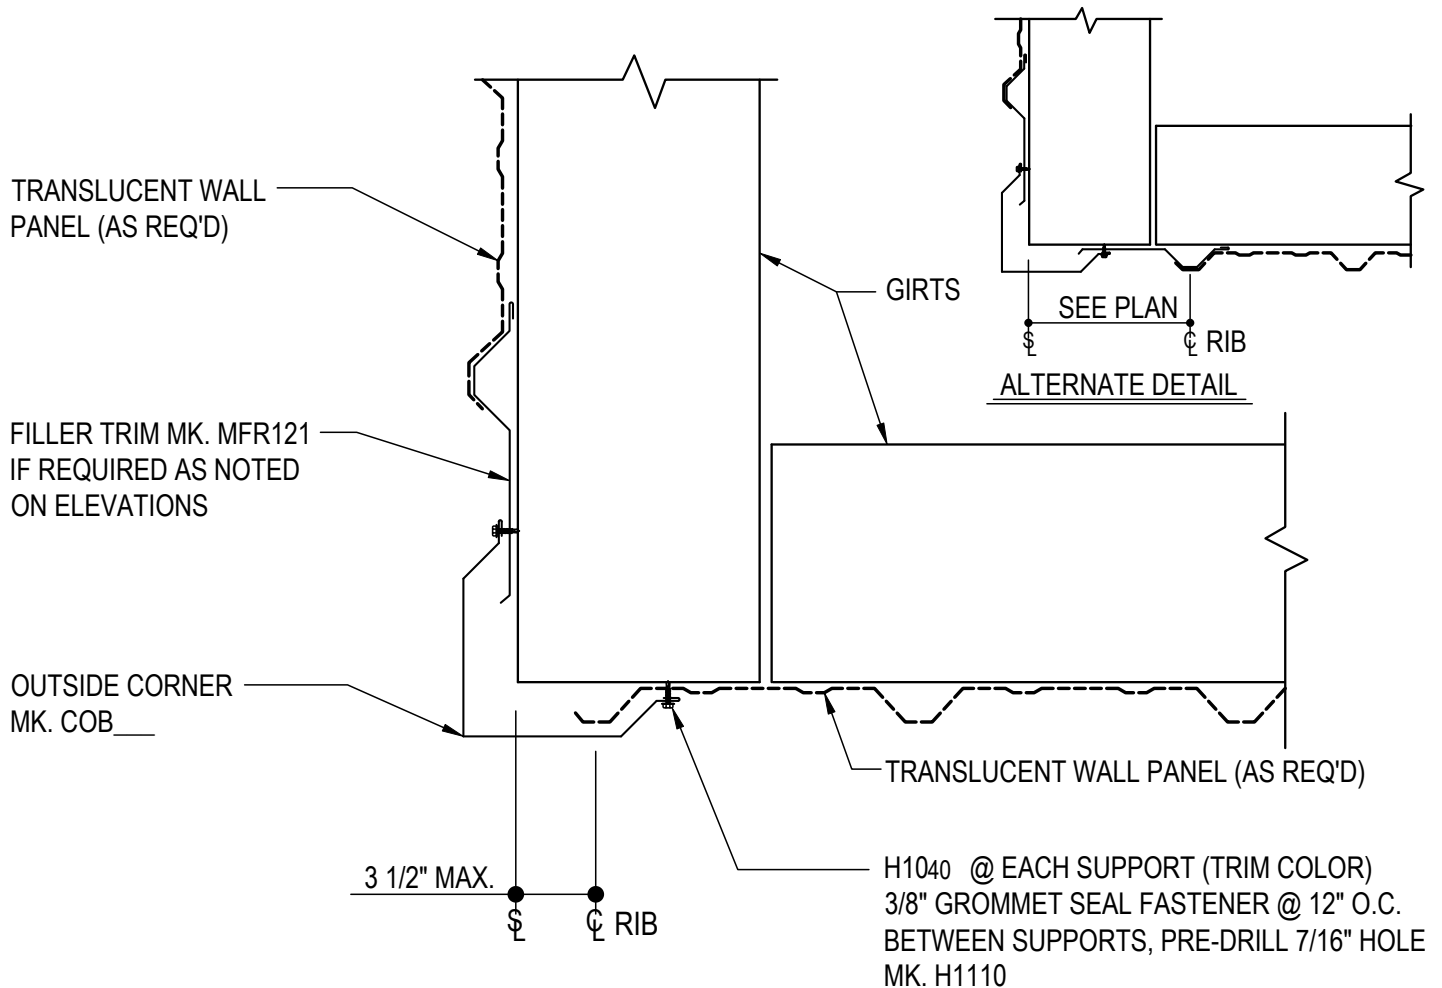 TRANSLUCENT WALL
PANEL (AS REQ'D)
FILLER TRIM MK. MFR121
IF REQUIRED AS NOTED
ON ELEVATIONS
OUTSIDE CORNER
MK. COB___
GIRTS
SEE PLAN
SL
CL RIB
ALTERNATE DETAIL
TRANSLUCENT WALL PANEL (AS REQ'D)
3 1/2" MAX.
SL
CL RIB
H1040 @ EACH SUPPORT (TRIM COLOR)
3/8" GROMMET SEAL FASTENER @ 12" O.C.
BETWEEN SUPPORTS, PRE-DRILL 7/16" HOLE
MK. H1110